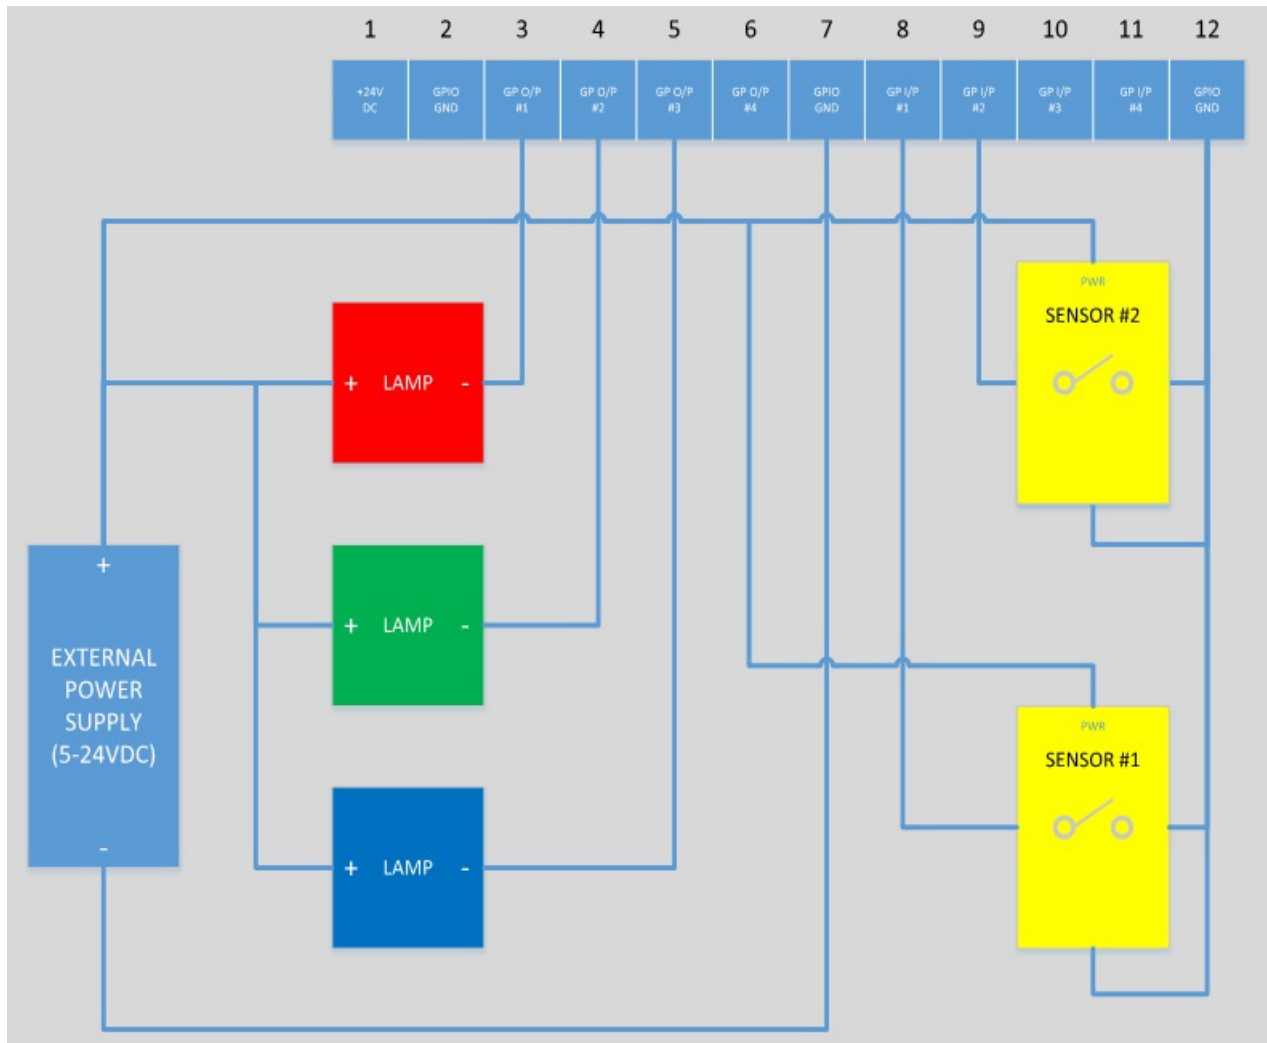 1 2 3 4 5 6 7 8 9 10 11 12
+24V
DC
GPIO
GND
GP O/P
#1
GP O/P
#2
GP O/P
#3
GP O/P
#4
GPIO
GND
GP I/P
#1
GP I/P
#2
GP I/P
#3
GP I/P
#4
GPIO
GND
PWR
SENSOR #2
+ LAMP -
+
EXTERNAL
POWER
SUPPLY
(5-24VDC)
-
+ LAMP -
PWR
SENSOR #1
+ LAMP -